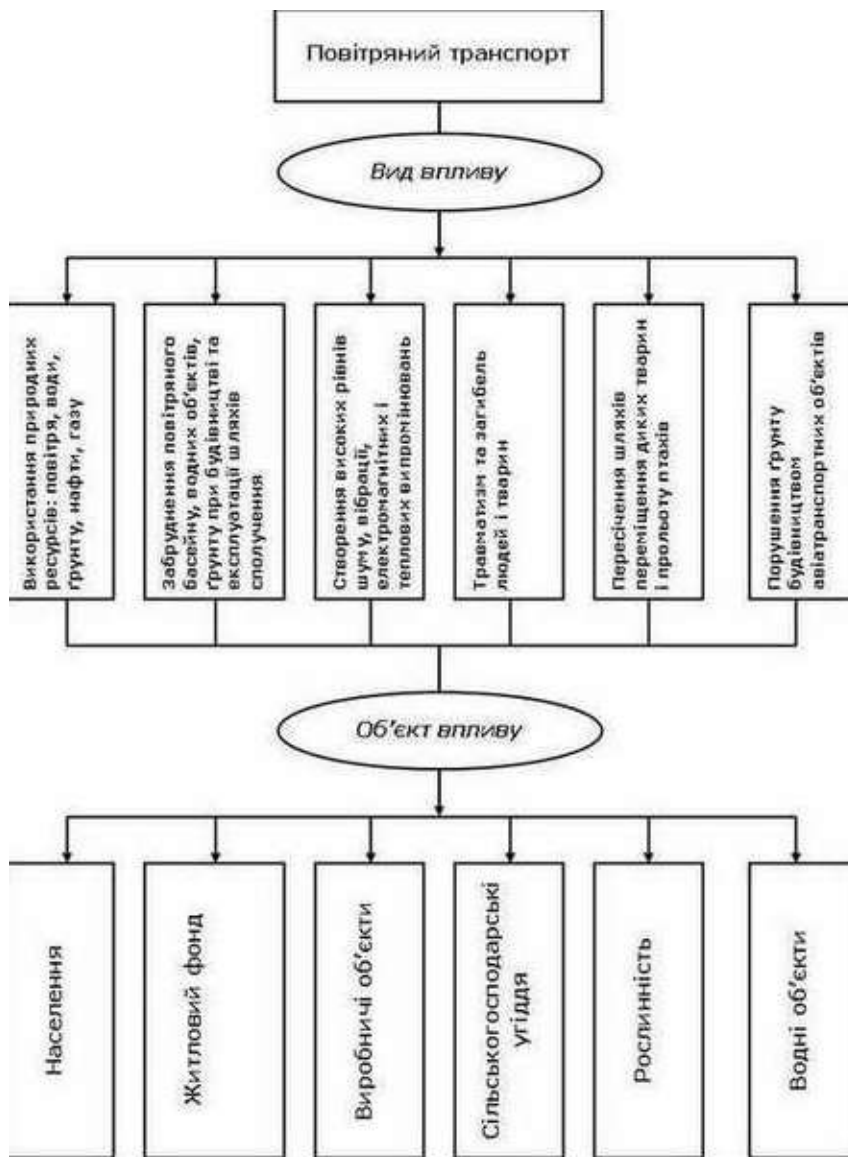 Повітряний транспорт
Вид впливу
Використання природних
ресурсів: повітря, води,
ґрунту, нафти, газу
Забруднення повітряного
басейну, водних об'єктів,
ґрунту при будівництві та
експлуатації шляхів
сполучення
Створення високих рівнів
шуму, вібрації,
електромагнітних і
теплових випромінювань
Травматизм та загибель
людей і тварин
Пересічення шляхів
переміщення диких тварин
і прольоту птахів
Порушення ґрунту
будівництвом
авіатранспортних об'єктів
Об'єкт впливу
Населення
Житловий фонд
Виробничі об'єкти
Сільськогосподарські
угіддя
Рослинність
Водні об'єкти